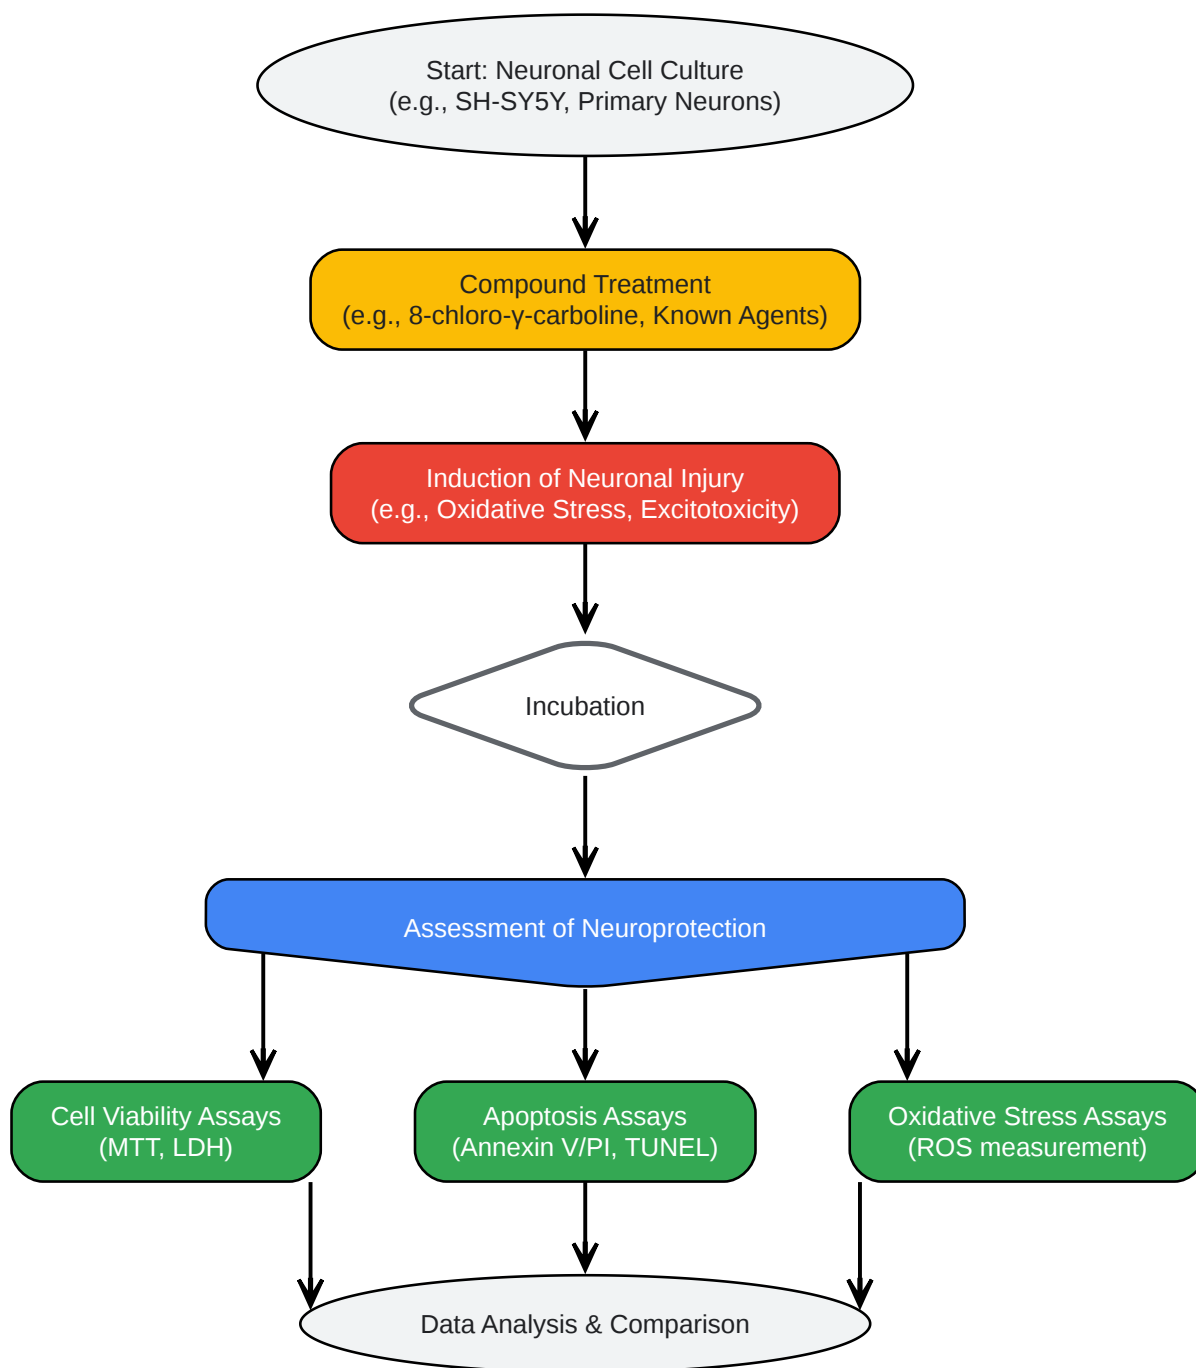 Start: Neuronal Cell Culture
(e.g., SH-SY5Y, Primary Neurons)
Compound Treatment
(e.g., 8-chloro-γ-carboline, Known Agents)
Induction of Neuronal Injury
(e.g., Oxidative Stress, Excitotoxicity)
Incubation
Assessment of Neuroprotection
Cell Viability Assays
(MTT, LDH)
Apoptosis Assays
(Annexin V/PI, TUNEL)
Oxidative Stress Assays
(ROS measurement)
Data Analysis & Comparison